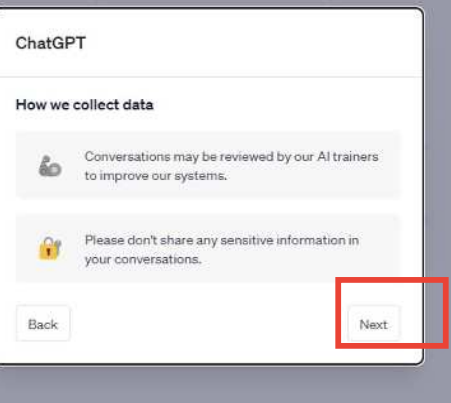 ChatGPT
How we collect data
Conversations may be reviewed by our AI trainers
to improve our systems.
Please don't share any sensitive information in
your conversations.
Back
Next